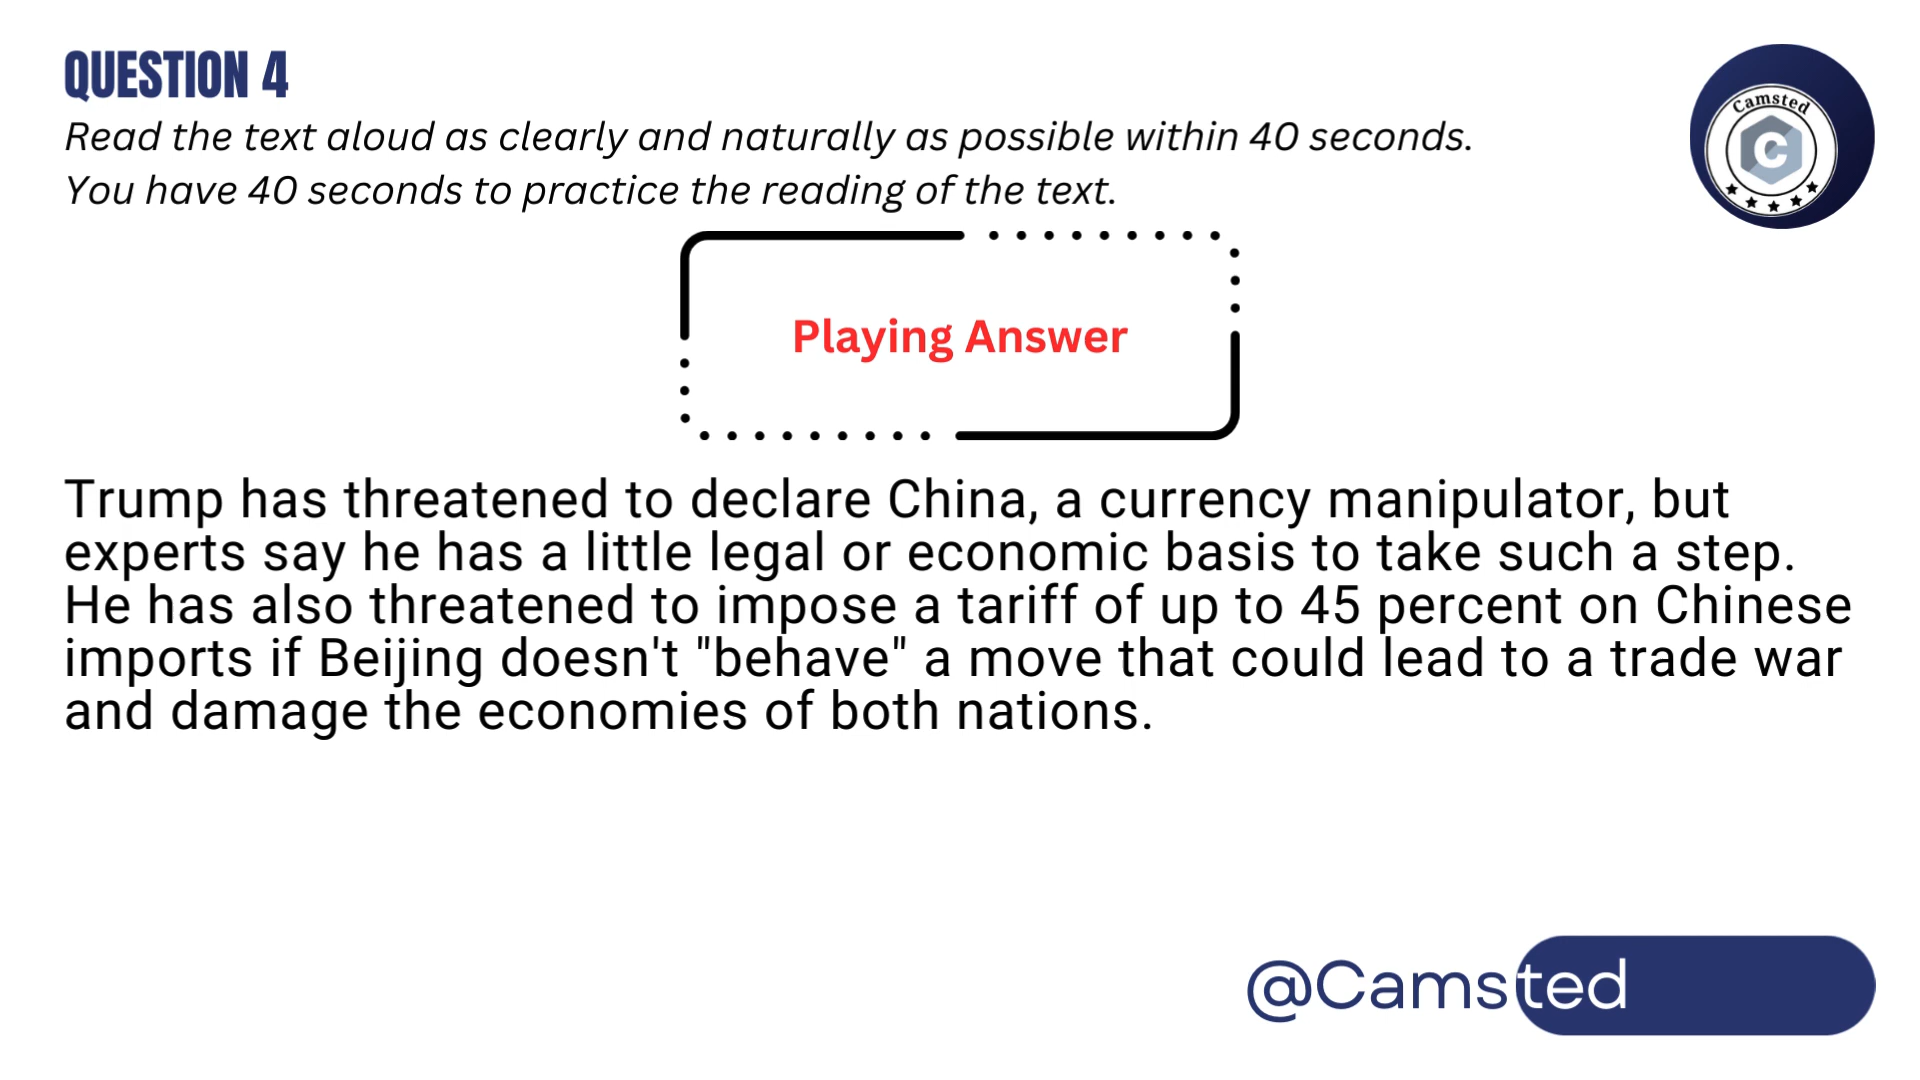 QUESTION 4
Read the text aloud as clearly and naturally as possible within 40 seconds.
You have 40 seconds to practice the reading of the text.
Camsted
C
Playing Answer
Trump has threatened to declare China, a currency manipulator, but
experts say he has a little legal or economic basis to take such a step.
He has also threatened to impose a tariff of up to 45 percent on Chinese
imports if Beijing doesn't "behave" a move that could lead to a trade war
and damage the economies of both nations.
@Camsted